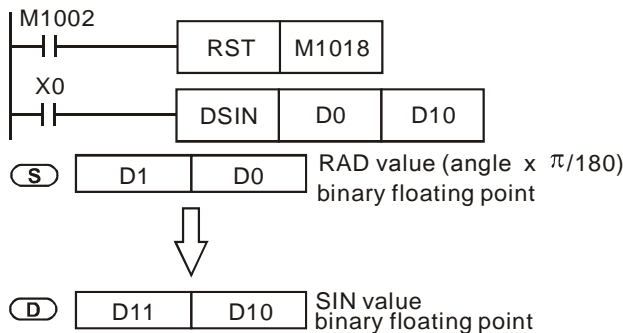 M1002
RST M1018
X0
DSIN D0 D10
S D1 D0 RAD value (angle x π/180)
binary floating point
D D11 D10 SIN value
binary floating point